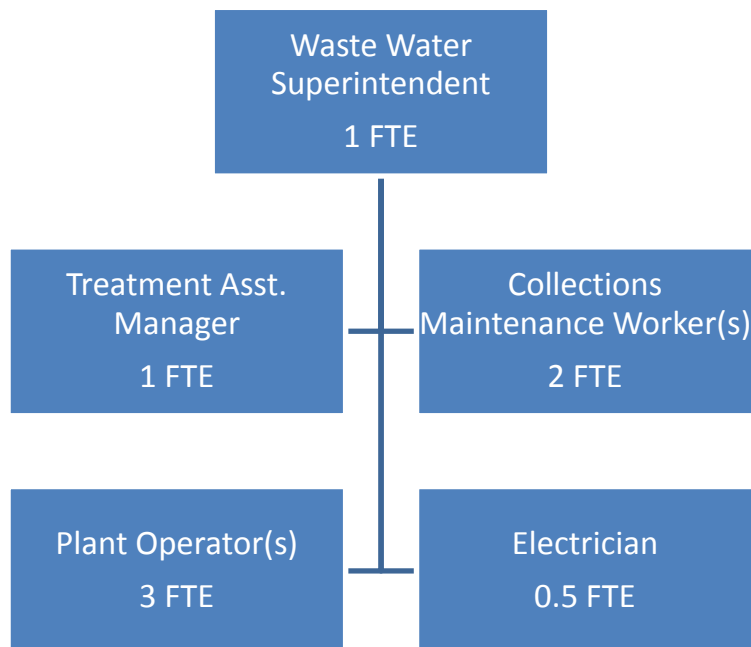 Waste Water
Superintendent
1 FTE
Treatment Asst.
Manager
1 FTE
Collections
Maintenance Worker(s)
2 FTE
Plant Operator(s)
3 FTE
Electrician
0.5 FTE